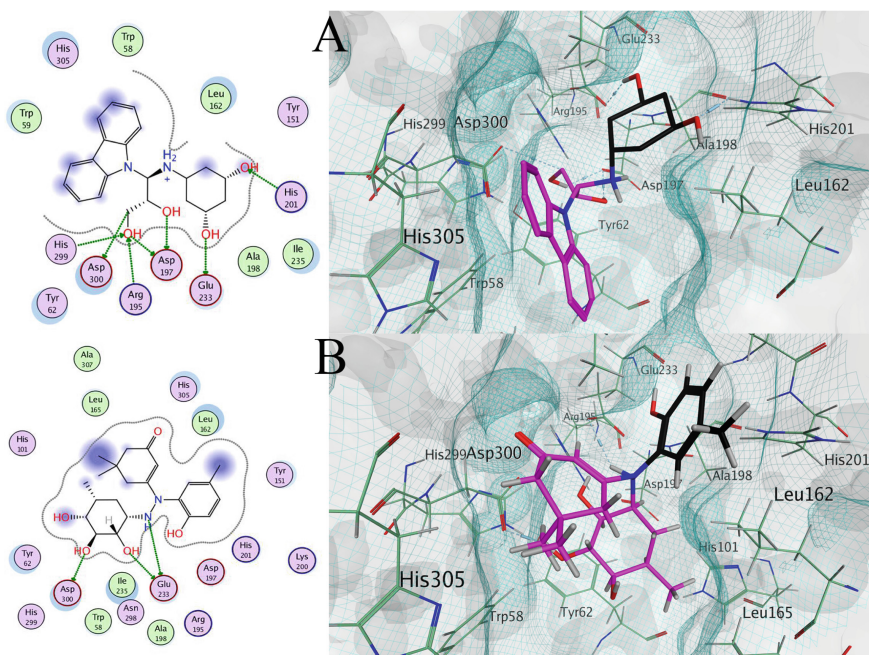 His
305
Trp
58
Leu
162
Tyr
151
Trp
59
H2
N
N
+
OH
His
201
OH
His
299
OH
OH
Asp
300
Asp
197
Ala
198
Ile
235
Tyr
62
Arg
195
Glu
233
A
Glu233
Arg195
His299
Asp300
His201
Ala198
Asp197
Leu162
Tyr62
His305
Trp58
Ala
307
Leu
165
His
305
Leu
162
His
101
O
Tyr
151
N
HO
H
N
H
OH
HO
OH
Tyr
62
His
201
Lys
200
Asp
300
Ile
235
Glu
233
Asp
197
His
299
Trp
58
Asn
298
Ala
198
Arg
195
B
Glu233
Arg195
His299
Asp300
His201
Asp197
Ala198
Leu162
His101
His305
Trp58
Tyr62
Leu165